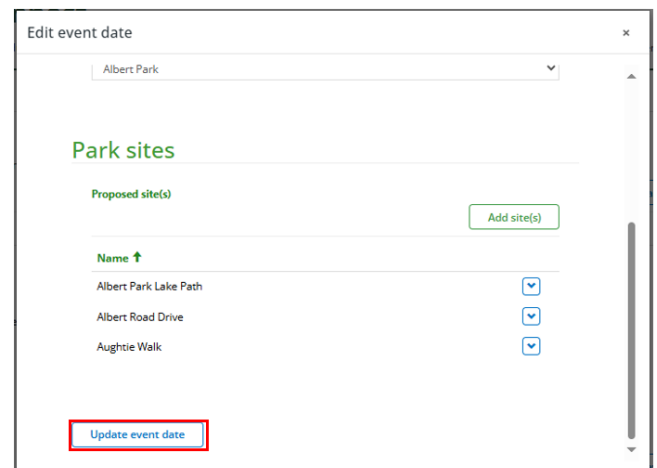 Edit event date
×
Albert Park
Park sites
Proposed site(s)
Add site(s)
Name ↑
Albert Park Lake Path
Albert Road Drive
Aughtie Walk
Update event date